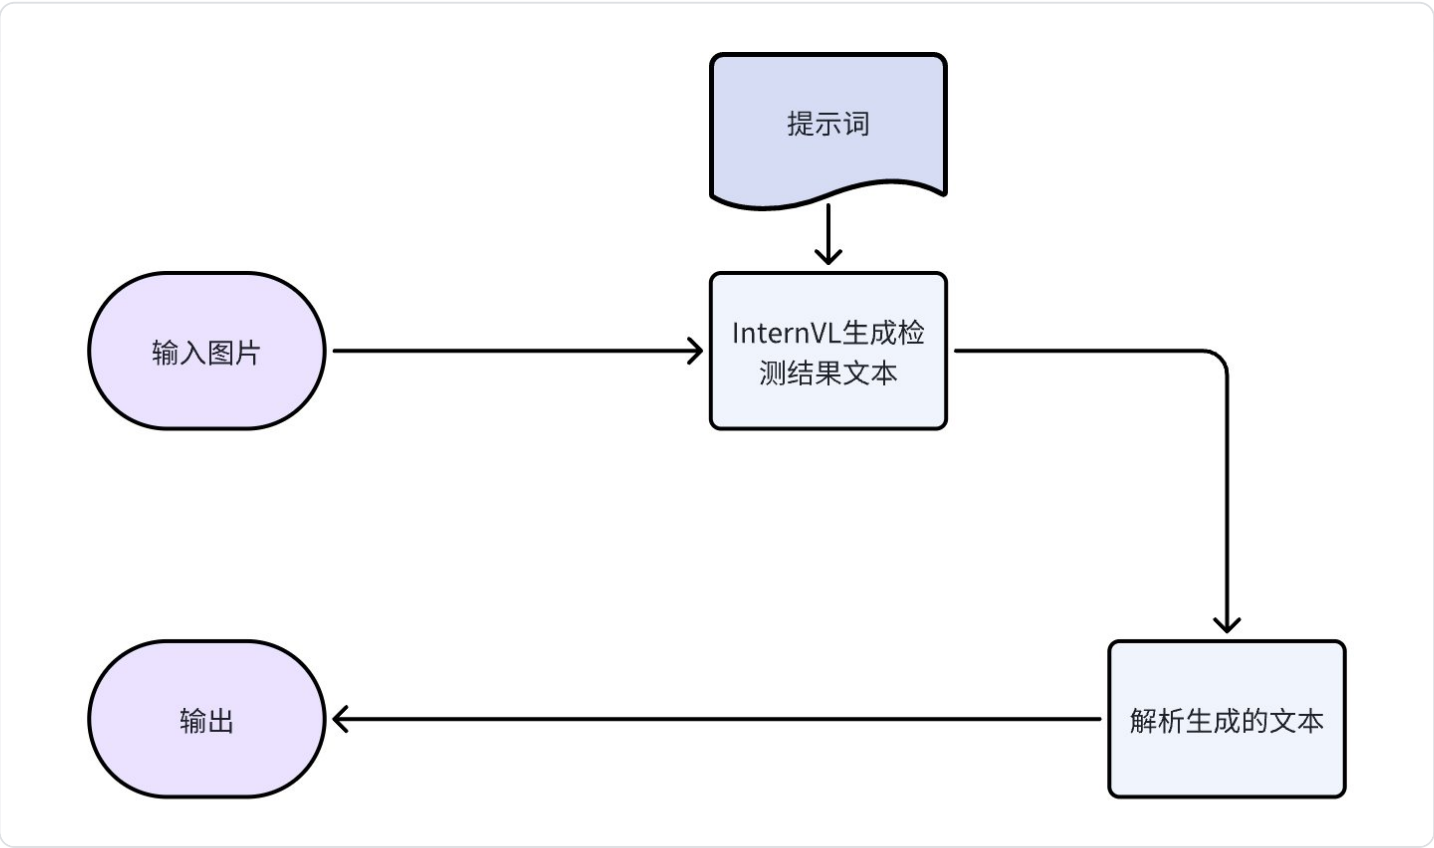 提示词
输入图片
InternVL生成检
测结果文本
输出
解析生成的文本